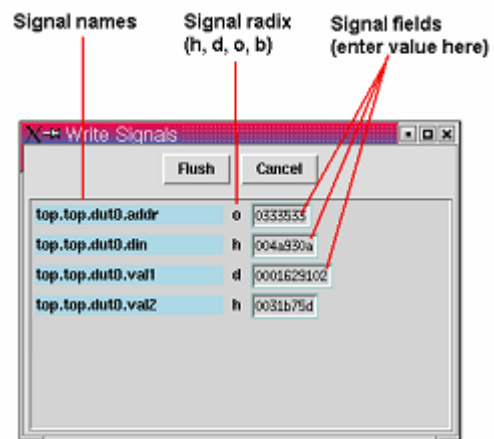 Signal names
Signal radix
(h, d, o, b)
Signal fields
(enter value here)
Write Signals
Flush
Cancel
top.top.dut0.addr o 0333533
top.top.dut0.din h 004a930a
top.top.dut0.val1 d 0001629102
top.top.dut0.val2 h 0031b75d